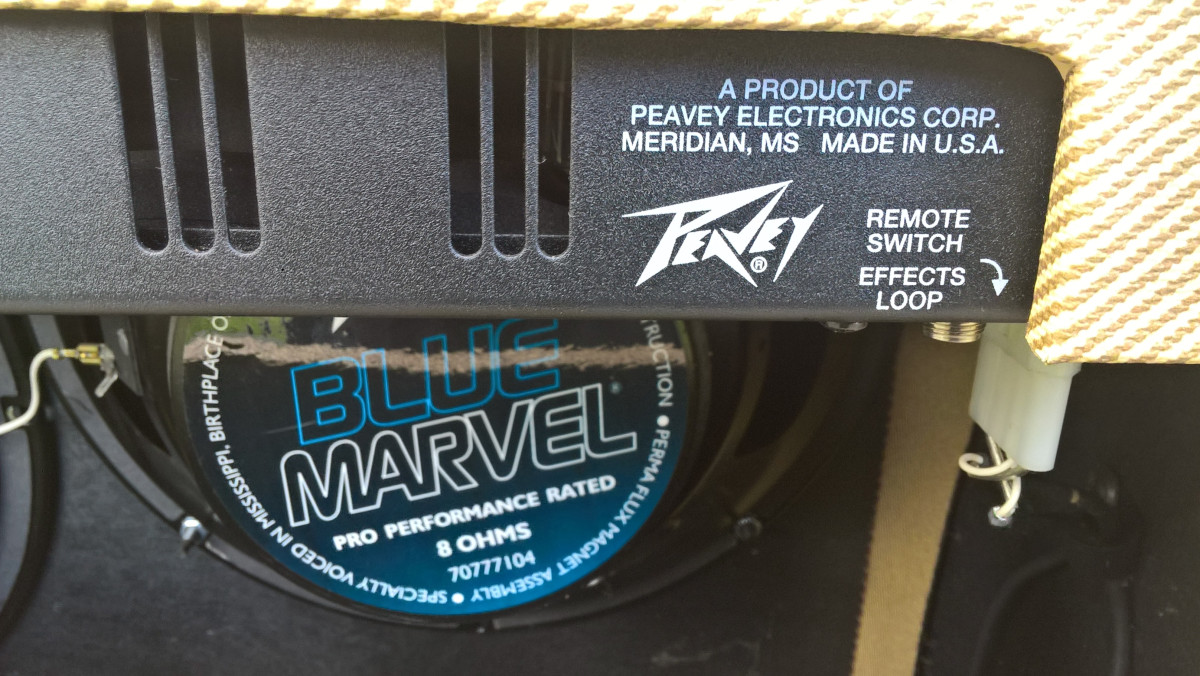 A PRODUCT OF
PEAVEY ELECTRONICS CORP.
MERIDIAN, MS MADE IN U.S.A.
PEAVEY ®
REMOTE
SWITCH
EFFECTS
LOOP
BLUE
MARVEL
PRO PERFORMANCE RATED
8 OHMS
70777104
PERMA FLUX MAGNET ASSEMBLY • SPECIALLY VOICED IN MISSISSIPPI, BIRTHPLACE